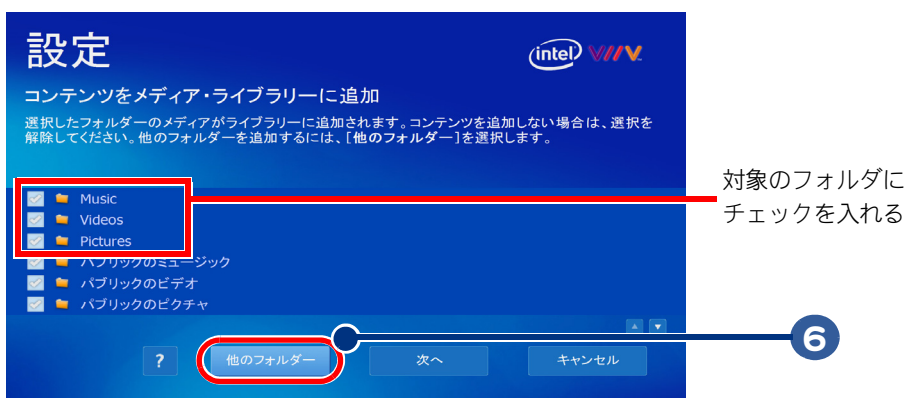 設定
intel VIIV
コンテンツをメディア・ライブラリーに追加
選択したフォルダーのメディアがライブラリーに追加されます。コンテンツを追加しない場合は、選択を
解除してください。他のフォルダーを追加するには、[他のフォルダー]を選択します。
Music
Videos
Pictures
パブリックのミュージック
パブリックのビデオ
パブリックのピクチャ
対象のフォルダに
チェックを入れる
?
他のフォルダー
次へ
キャンセル
6